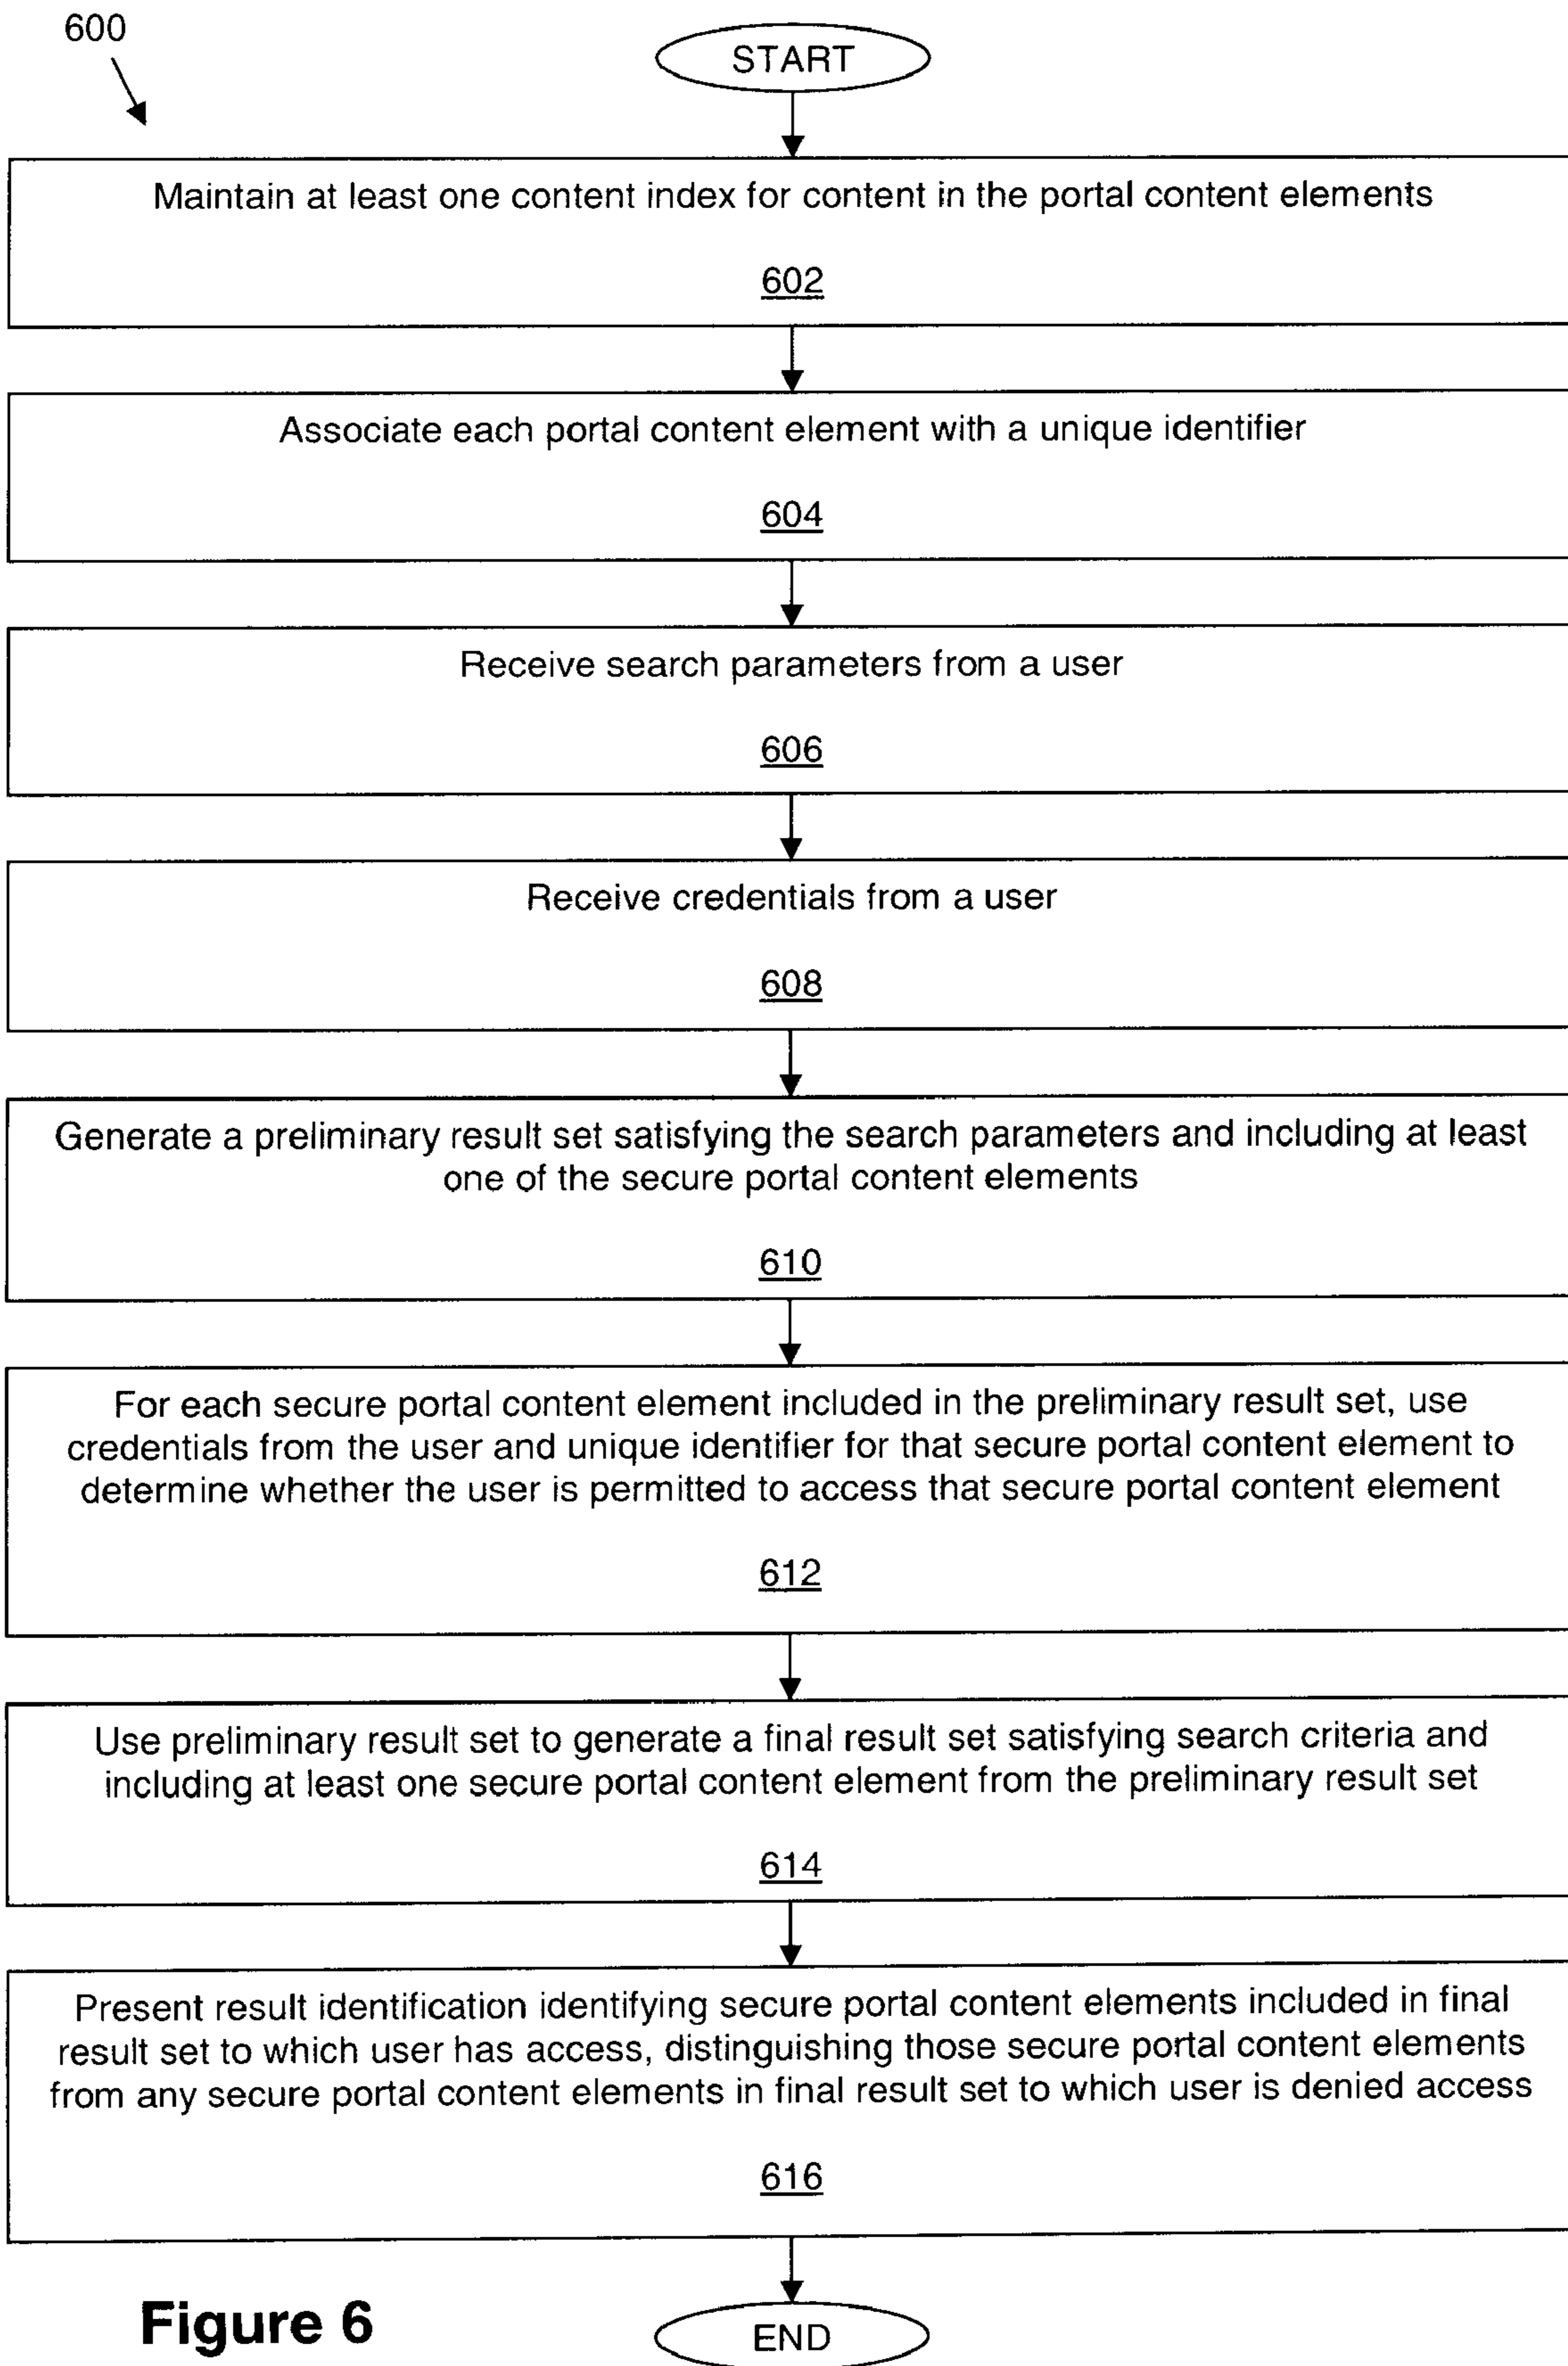 600
START
Maintain at least one content index for content in the portal content elements
602
Associate each portal content element with a unique identifier
604
Receive search parameters from a user
606
Receive credentials from a user
608
Generate a preliminary result set satisfying the search parameters and including at least
one of the secure portal content elements
610
For each secure portal content element included in the preliminary result set, use
credentials from the user and unique identifier for that secure portal content element to
determine whether the user is permitted to access that secure portal content element
612
Use preliminary result set to generate a final result set satisfying search criteria and
including at least one secure portal content element from the preliminary result set
614
Present result identification identifying secure portal content elements included in final
result set to which user has access, distinguishing those secure portal content elements
from any secure portal content elements in final result set to which user is denied access
616
Figure 6
END